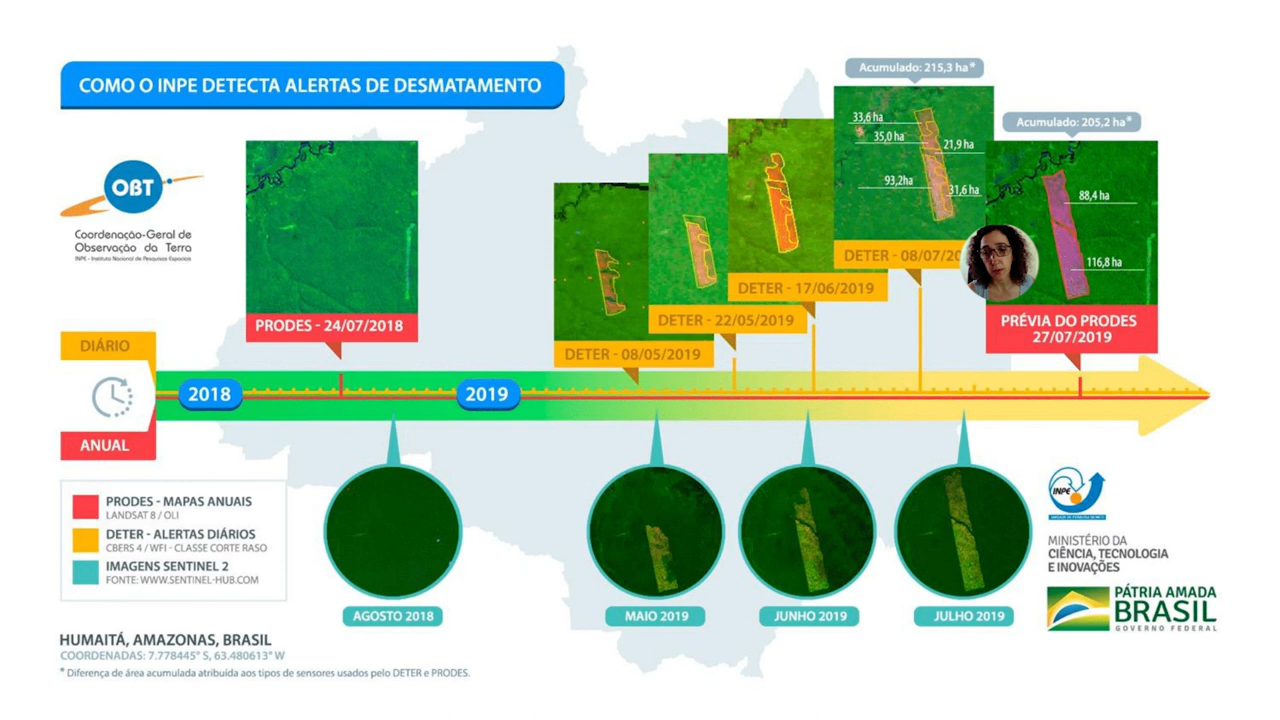 COMO O INPE DETECTA ALERTAS DE DESMATAMENTO
OBT
Coordenação-Geral de
Observação da Terra
INPE - Instituto Nacional de Pesquisas Espaciais
PRODES - 24/07/2018
DETER - 08/05/2019
DETER - 22/05/2019
DETER - 17/06/2019
Acumulado: 215,3 ha*
33,6 ha
35,0 ha
21,9 ha
93,2ha
31,6 ha
DETER - 08/07/20
Acumulado: 205,2 ha*
88,4 ha
116,8 ha
PRÉVIA DO PRODES
27/07/2019
DIÁRIO
ANUAL
2018
2019
AGOSTO 2018
MAIO 2019
JUNHO 2019
JULHO 2019
PRODES - MAPAS ANUAIS
LANDSAT 8 / OLI
DETER - ALERTAS DIÁRIOS
CBERS 4 / WFI - CLASSE CORTE RASO
IMAGENS SENTINEL 2
FONTE: WWW.SENTINEL-HUB.COM
HUMAITÁ, AMAZONAS, BRASIL
COORDENADAS: 7.778445° S, 63.480613° W
* Diferença de área acumulada atribuída aos tipos de sensores usados pelo DETER e PRODES.
INPE
MINISTÉRIO DA
CIÊNCIA, TECNOLOGIA
E INOVAÇÕES
PÁTRIA AMADA
BRASIL
GOVERNO FEDERAL